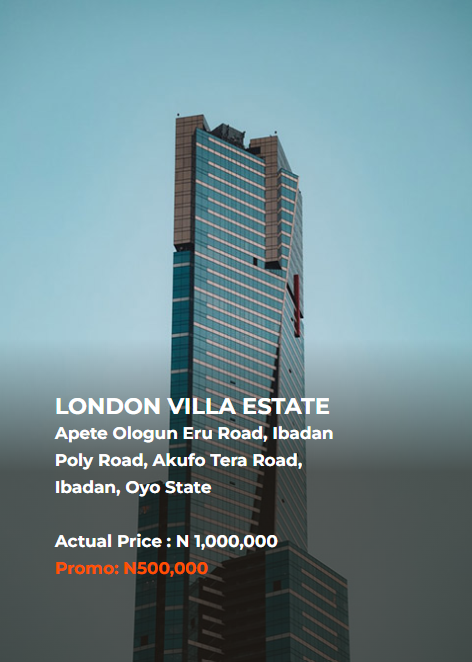 LONDON VILLA ESTATE
Apete Ologun Eru Road, Ibadan
Poly Road, Akufo Tera Road,
Ibadan, Oyo State
Actual Price : N 1,000,000
Promo: N500,000